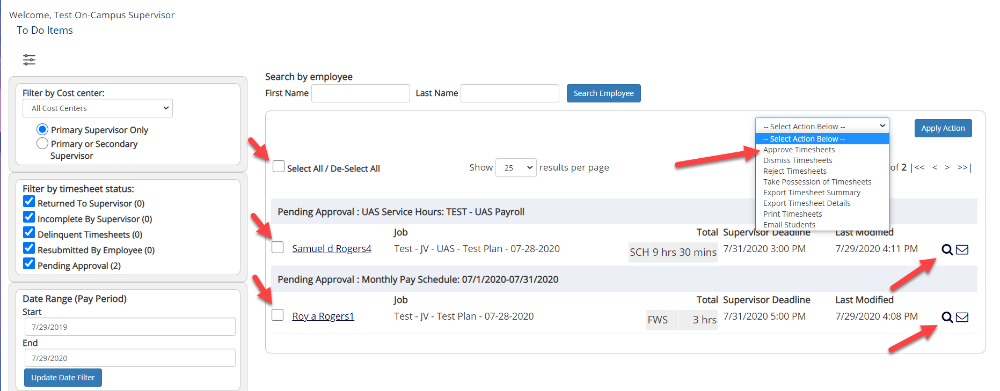 Welcome, Test On-Campus Supervisor
To Do Items
Filter by Cost center:
All Cost Centers
Primary Supervisor Only
Primary or Secondary
Supervisor
Filter by timesheet status:
Returned To Supervisor (0)
Incomplete By Supervisor (0)
Delinquent Timesheets (0)
Resubmitted By Employee (0)
Pending Approval (2)
Date Range (Pay Period)
Start
7/29/2019
End
7/29/2020
Update Date Filter
Search by employee
First Name Last Name Search Employee
-- Select Action Below -- Apply Action
-- Select Action Below --
Approve Timesheets
Dismiss Timesheets
Reject Timesheets
Take Possession of Timesheets
Export Timesheet Summary
Export Timesheet Details
Print Timesheets
Email Students
Select All / De-Select All Show 25 results per page of 2 |<< < > >>|
Pending Approval : UAS Service Hours: TEST - UAS Payroll
Job Total Supervisor Deadline Last Modified
Samuel d Rogers4 Test - JV - UAS - Test Plan - 07-28-2020 SCH 9 hrs 30 mins 7/31/2020 3:00 PM 7/29/2020 4:11 PM
Pending Approval : Monthly Pay Schedule: 07/1/2020-07/31/2020
Job Total Supervisor Deadline Last Modified
Roy a Rogers1 Test - JV - Test Plan - 07-28-2020 FWS 3 hrs 7/31/2020 5:00 PM 7/29/2020 4:08 PM